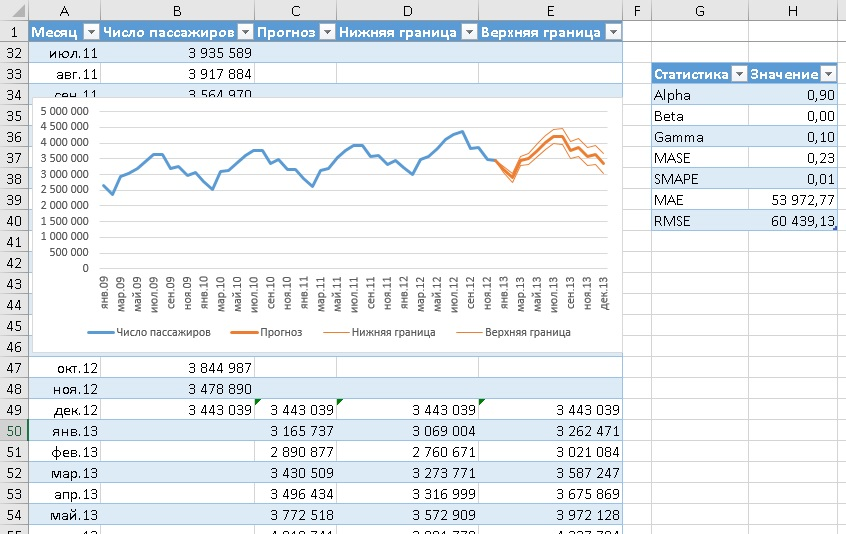 A B C D E F G H
1 Месяц Число пассажиров Прогноз Нижняя граница Верхняя граница
32 июл.11 3 935 589
33 авг.11 3 917 884 Статистика Значение
34 сен.11 3 564 970 Alpha 0,90
35 Beta 0,00
36 Gamma 0,10
37 MASE 0,23
38 SMAPE 0,01
39 MAE 53 972,77
40 RMSE 60 439,13
41
42
43
44
45
46
5 000 000
4 500 000
4 000 000
3 500 000
3 000 000
2 500 000
2 000 000
1 500 000
1 000 000
500 000
0
янв.09 мар.09 май.09 июл.09 сен.09 ноя.09 янв.10 мар.10 май.10 июл.10 сен.10 ноя.10 янв.11 мар.11 май.11 июл.11 сен.11 ноя.11 янв.12 мар.12 май.12 июл.12 сен.12 ноя.12 янв.13 мар.13 май.13 июл.13 сен.13 ноя.13 дек.13
Число пассажиров Прогноз Нижняя граница Верхняя граница
47 окт.12 3 844 987
48 ноя.12 3 478 890
49 дек.12 3 443 039 3 443 039 3 443 039 3 443 039
50 янв.13 3 165 737 3 069 004 3 262 471
51 фев.13 2 890 877 2 760 671 3 021 084
52 мар.13 3 430 509 3 273 771 3 587 247
53 апр.13 3 496 434 3 316 999 3 675 869
54 май.13 3 772 518 3 572 909 3 972 128